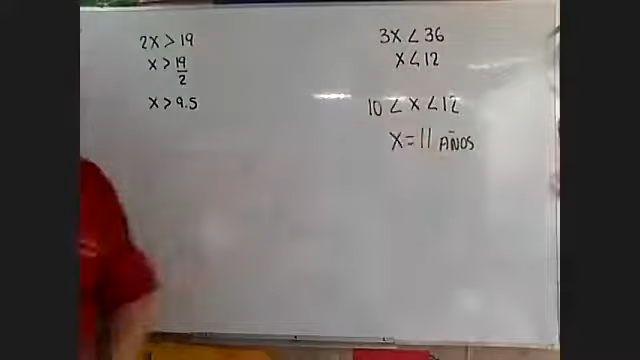 2x > 19
x > 19/2
x > 9.5
3x < 36
x < 12
10 < x < 12
x = 11 AÑOS